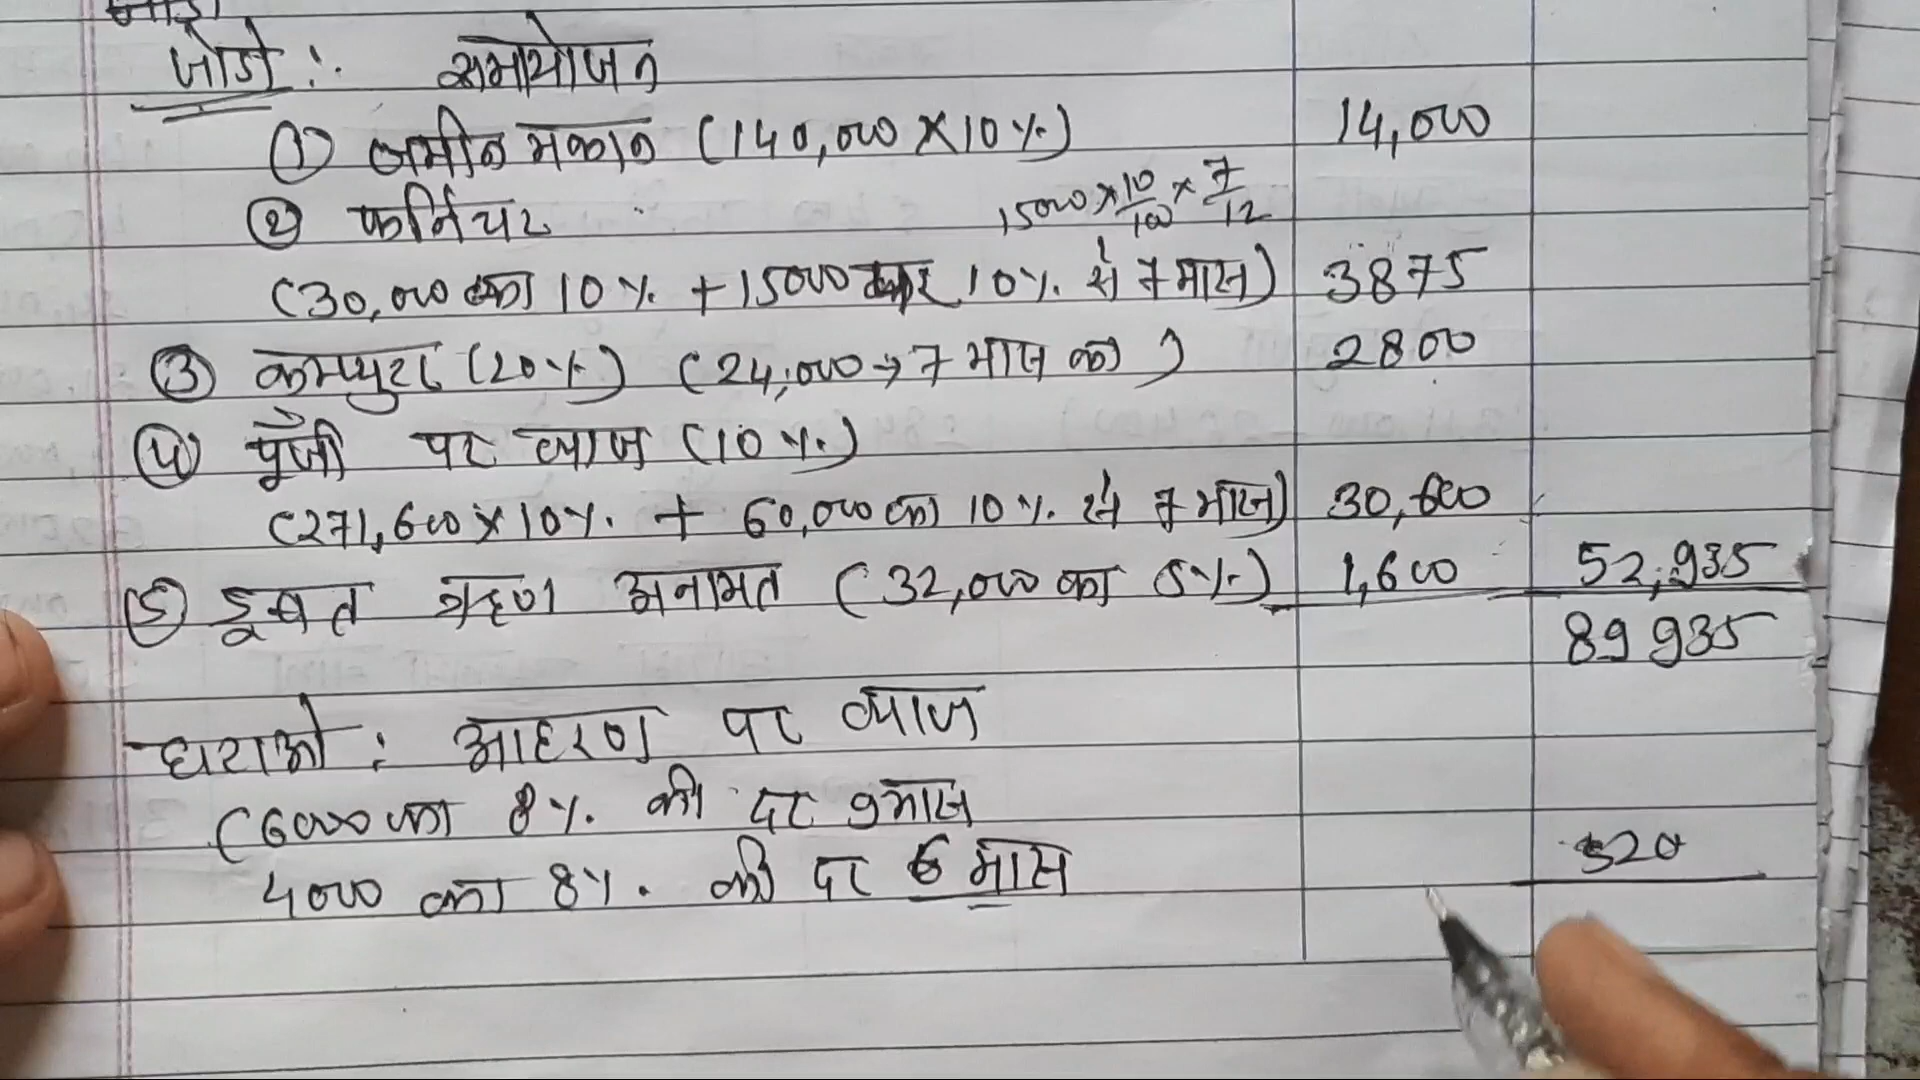 जोडो :- समायोजन
① जमीन मकान (140,000 × 10%) 14,000
② फर्निचर 15000 × 10/100 × 7/12
(30,000 का 10% + 15000 10% से 7 मास) 3875
③ कम्प्युटर (20%) (24,000 → 7 मास का) 2800
④ पूँजी पर ब्याज (10%)
(271,600 × 10% + 60,000 का 10% से 7 मास) 30,600
⑤ डूबत ऋण अनामत (32,000 का 5%) 1,600 52,935
89935
घटाओ : आहरण पर ब्याज
(6000 का 8% की दर 9 मास
4000 का 8% की दर 6 मास 520